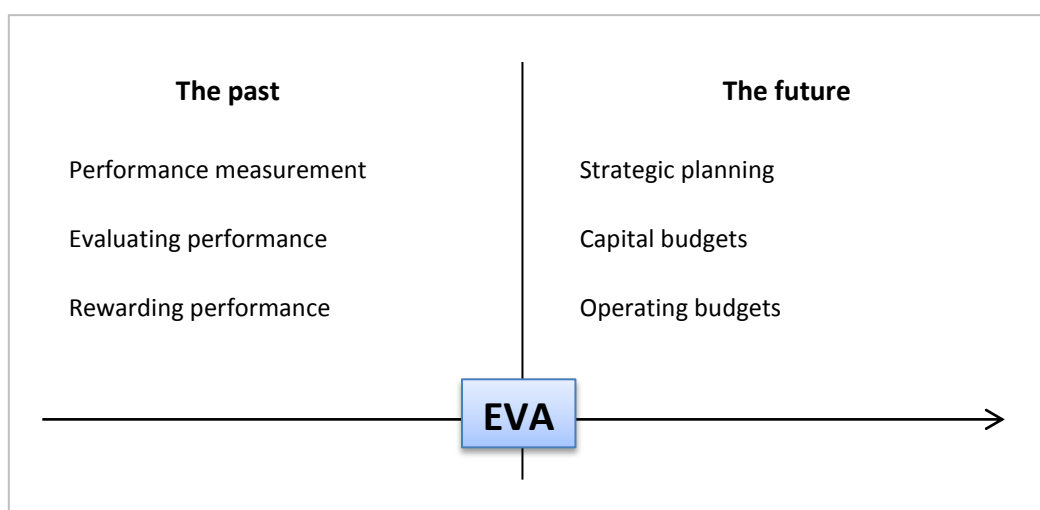 The past
The future
Performance measurement
Strategic planning
Evaluating performance
Capital budgets
Rewarding performance
Operating budgets
EVA